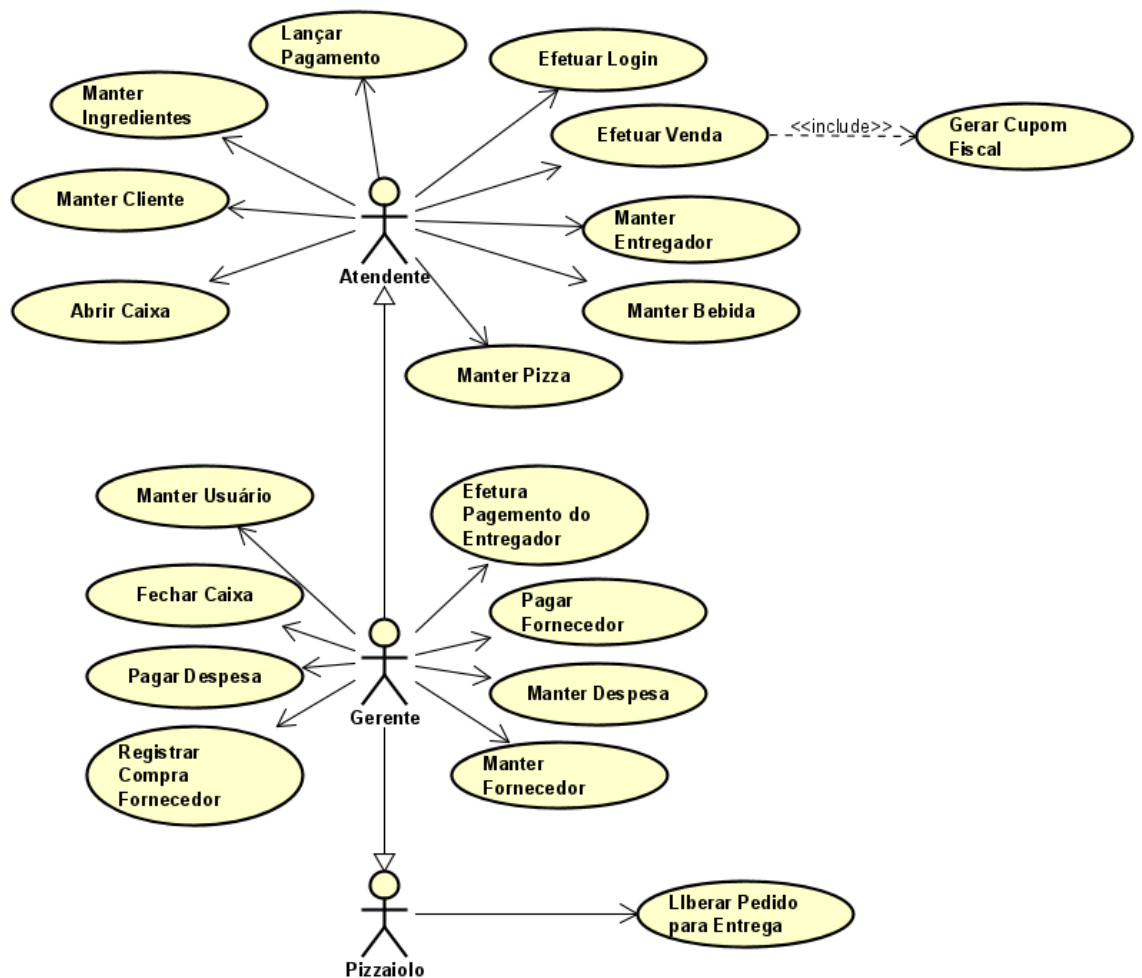 Lançar
Pagamento
Efetuar Login
Manter
Ingredientes
Efetuar Venda
<<include>>
Gerar Cupom
Fiscal
Manter Cliente
Manter
Entregador
Atendente
Abrir Caixa
Manter Bebida
Manter Pizza
Manter Usuário
Efetura
Pagemento do
Entregador
Fechar Caixa
Pagar
Fornecedor
Pagar Despesa
Manter Despesa
Gerente
Registrar
Compra
Fornecedor
Manter
Fornecedor
LIberar Pedido
para Entrega
Pizzaiolo